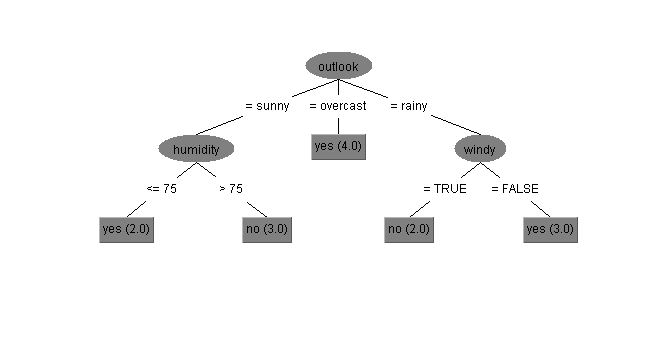 outlook
= sunny = overcast = rainy
humidity yes (4.0) windy
<= 75 > 75 = TRUE = FALSE
yes (2.0) no (3.0) no (2.0) yes (3.0)